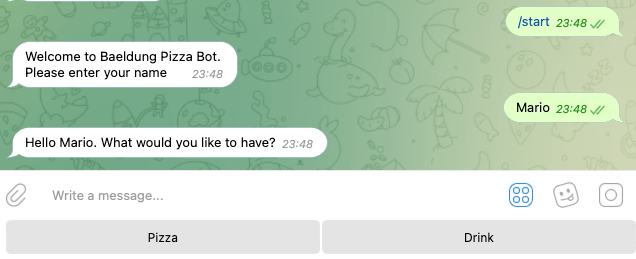 /start 23:48
Welcome to Baeldung Pizza Bot.
Please enter your name 23:48
Mario 23:48
Hello Mario. What would you like to have? 23:48
Write a message...
Pizza Drink